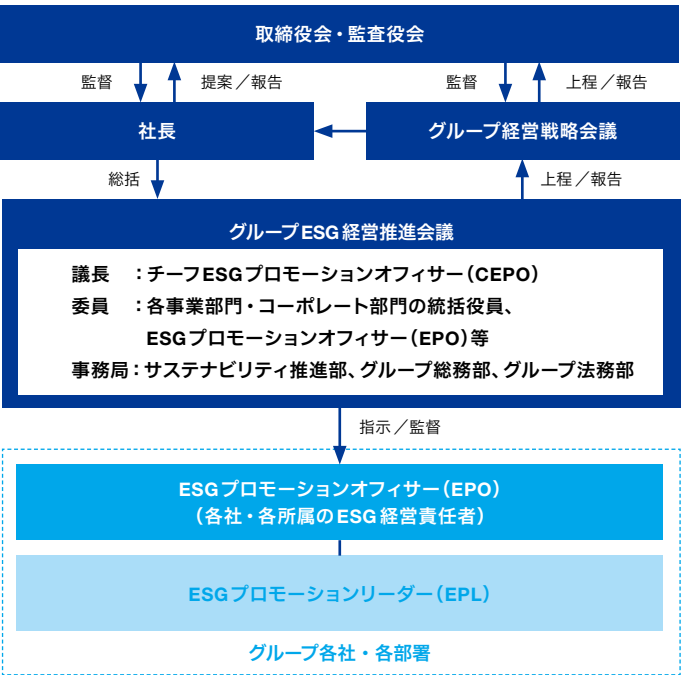 取締役会・監査役会
監督
提案／報告
監督
上程／報告
社長
グループ経営戦略会議
総括
上程／報告
グループESG経営推進会議
議長　：チーフESGプロモーションオフィサー（CEPO）
委員　：各事業部門・コーポレート部門の統括役員、
ESGプロモーションオフィサー（EPO）等
事務局：サステナビリティ推進部、グループ総務部、グループ法務部
指示／監督
ESGプロモーションオフィサー（EPO）
（各社・各所属のESG経営責任者）
ESGプロモーションリーダー（EPL）
グループ各社・各部署